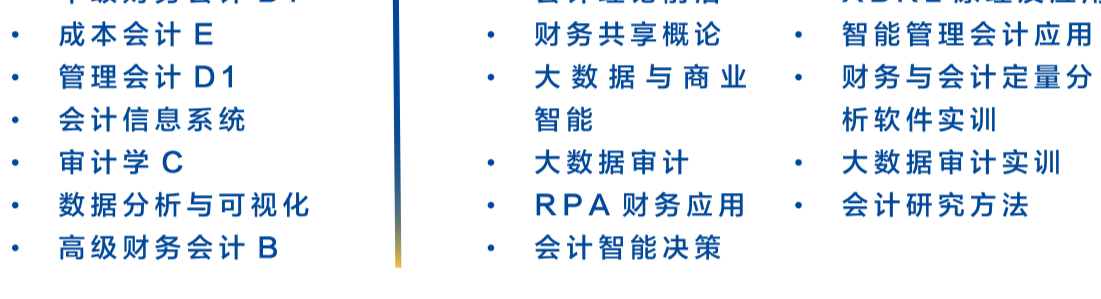 成本会计 E
管理会计 D1
会计信息系统
审计学 C
数据分析与可视化
高级财务会计 B
财务共享概论
大数据与商业
智能
大数据审计
RPA 财务应用
会计智能决策
智能管理会计应用
财务与会计定量分
析软件实训
大数据审计实训
会计研究方法